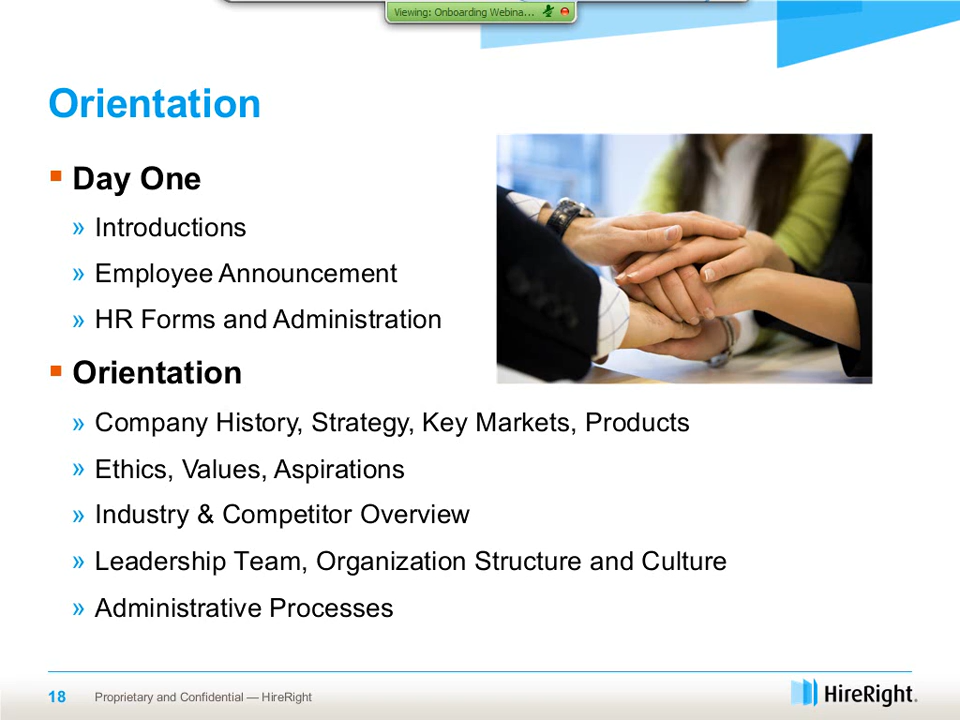 Viewing: Onboarding Webina...
Orientation
Day One
» Introductions
» Employee Announcement
» HR Forms and Administration
Orientation
» Company History, Strategy, Key Markets, Products
» Ethics, Values, Aspirations
» Industry & Competitor Overview
» Leadership Team, Organization Structure and Culture
» Administrative Processes
18 Proprietary and Confidential — HireRight
HireRight